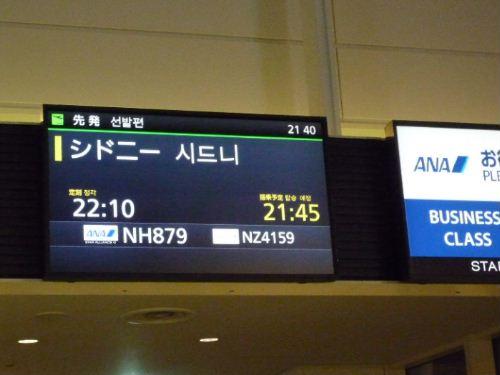 先発 선발편
21 40
シドニー 시드니
定刻 정각
搭乗予定 탑승 예정
22:10
21:45
ANA NH879 NZ4159
ANA
BUSINESS
CLASS
STA